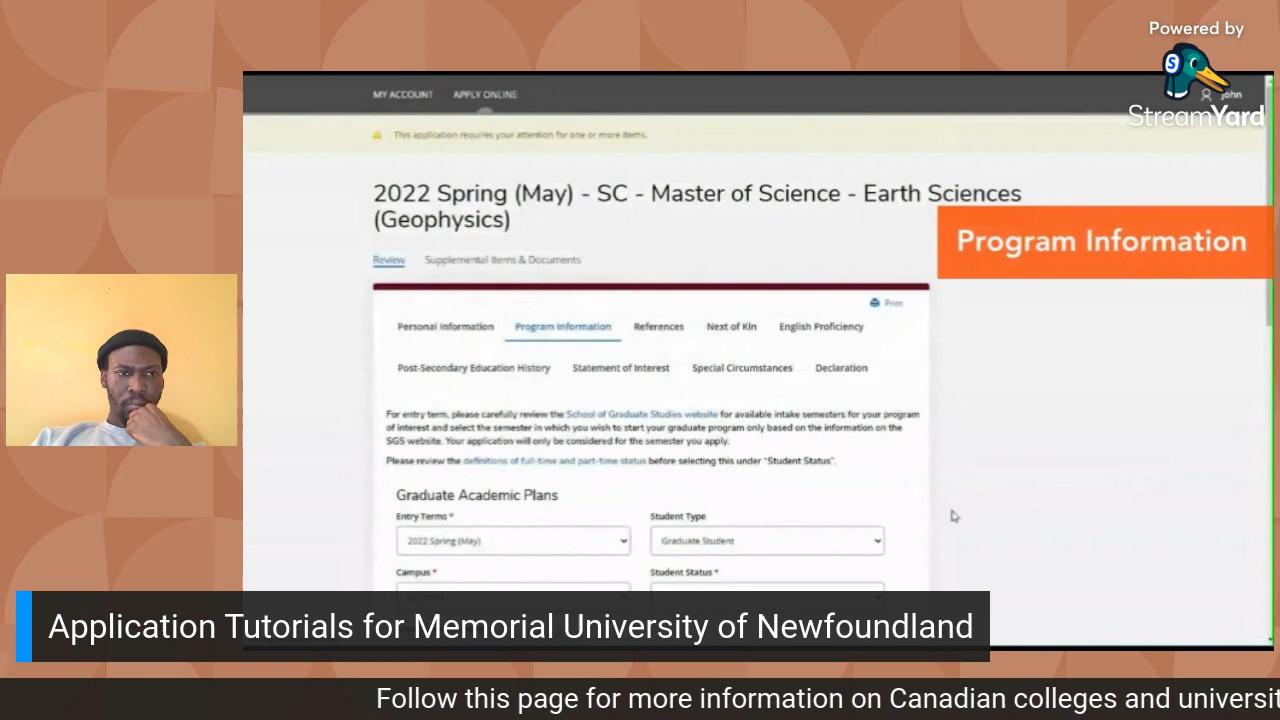 Powered by
StreamYard
MY ACCOUNT APPLY ONLINE john
This application requires your attention for one or more items.
2022 Spring (May) - SC - Master of Science - Earth Sciences
(Geophysics)
Program Information
Review Supplemental Items & Documents
Print
Personal Information Program Information References Next of Kin English Proficiency
Post-Secondary Education History Statement of Interest Special Circumstances Declaration
For entry term, please carefully review the School of Graduate Studies website for available intake semesters for your program
of interest and select the semester in which you wish to start your graduate program only based on the information on the
SGS website. Your application will only be considered for the semester you apply.
Please review the definitions of full-time and part-time status before selecting this under "Student Status".
Graduate Academic Plans
Entry Terms * Student Type
2022 Spring (May) Graduate Student
Campus * Student Status *
Application Tutorials for Memorial University of Newfoundland
Follow this page for more information on Canadian colleges and universit